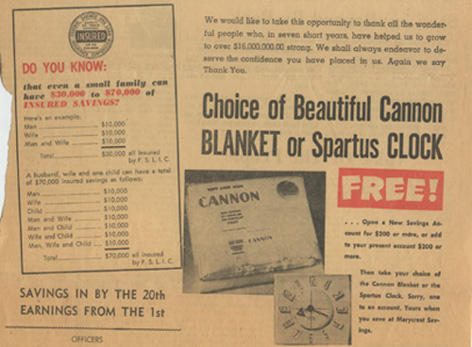 INSURED
DO YOU KNOW:
that even a small family can
have $30,000 to $70,000 of
INSURED SAVINGS?
Here's an example.
Man $10,000
Wife $10,000
Man and Wife $10,000
Total $30,000 all insured
by F. S. L. I. C.
A husband, wife and one child can have a total
of $70,000 insured savings as follows:
Man $10,000
Wife $10,000
Child $10,000
Man and Wife $10,000
Man and Child $10,000
Wife and Child $10,000
Man, Wife and Child $10,000
Total $70,000 all insured
by F. S. L. I. C.
SAVINGS IN BY THE 20th
EARNINGS FROM THE 1st
OFFICERS
We would like to take this opportunity to thank all the wonder-
ful people who, in seven short years, have helped us to grow
to over $16,000,000.00 strong. We shall always endeavor to de-
serve the confidence you have placed in us. Again we say
Thank You.
Choice of Beautiful Cannon
BLANKET or Spartus CLOCK
FREE!
CANNON
CANNON
. . . Open a New Savings Ac-
count for $200 or more, or add
to your present account $200 or
more.
Then take your choice of
the Cannon Blanket or the
Spartus Clock. Sorry, one
to an account. Yours when
you save at Marycrest Sav-
ings.